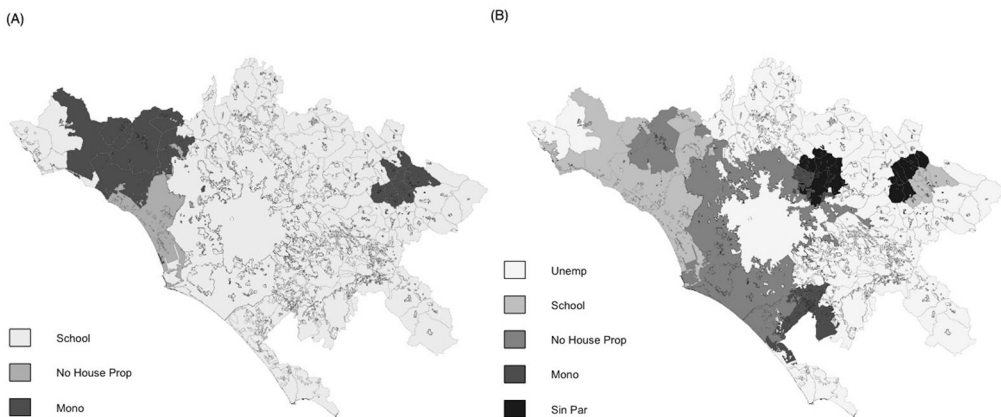 (A)
School
No House Prop
Mono
(B)
Unemp
School
No House Prop
Mono
Sin Par